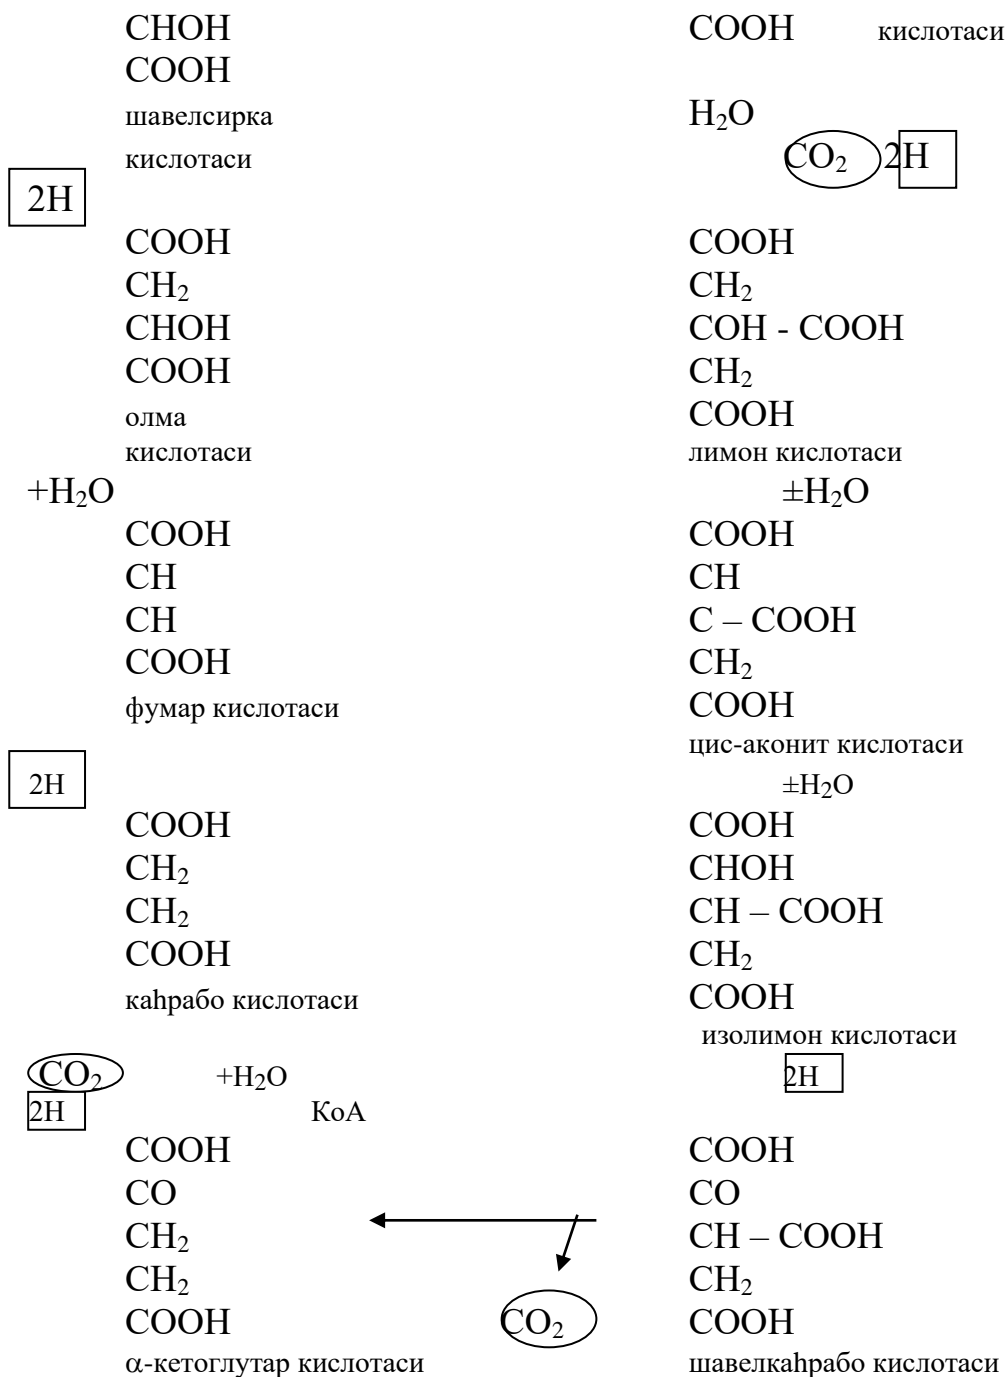 CHOH COOH кислотаси
COOH
шавелсирка H₂O
кислотаси CO₂ 2H
2H
COOH COOH
CH₂ CH₂
CHOH COH - COOH
COOH CH₂
олма COOH
кислотаси лимон кислотаси
+H₂O ±H₂O
COOH COOH
CH CH
CH C – COOH
COOH CH₂
фумар кислотаси COOH
цис-аконит кислотаси
2H ±H₂O
COOH COOH
CH₂ CHOH
CH₂ CH – COOH
COOH CH₂
каһрабо кислотаси COOH
изолимон кислотаси
CO₂ +H₂O 2H
2H КоА
COOH COOH
CO CO
CH₂ CH – COOH
CH₂ CH₂
COOH CO₂ COOH
α-кетоглутар кислотаси шавелкаһрабо кислотаси